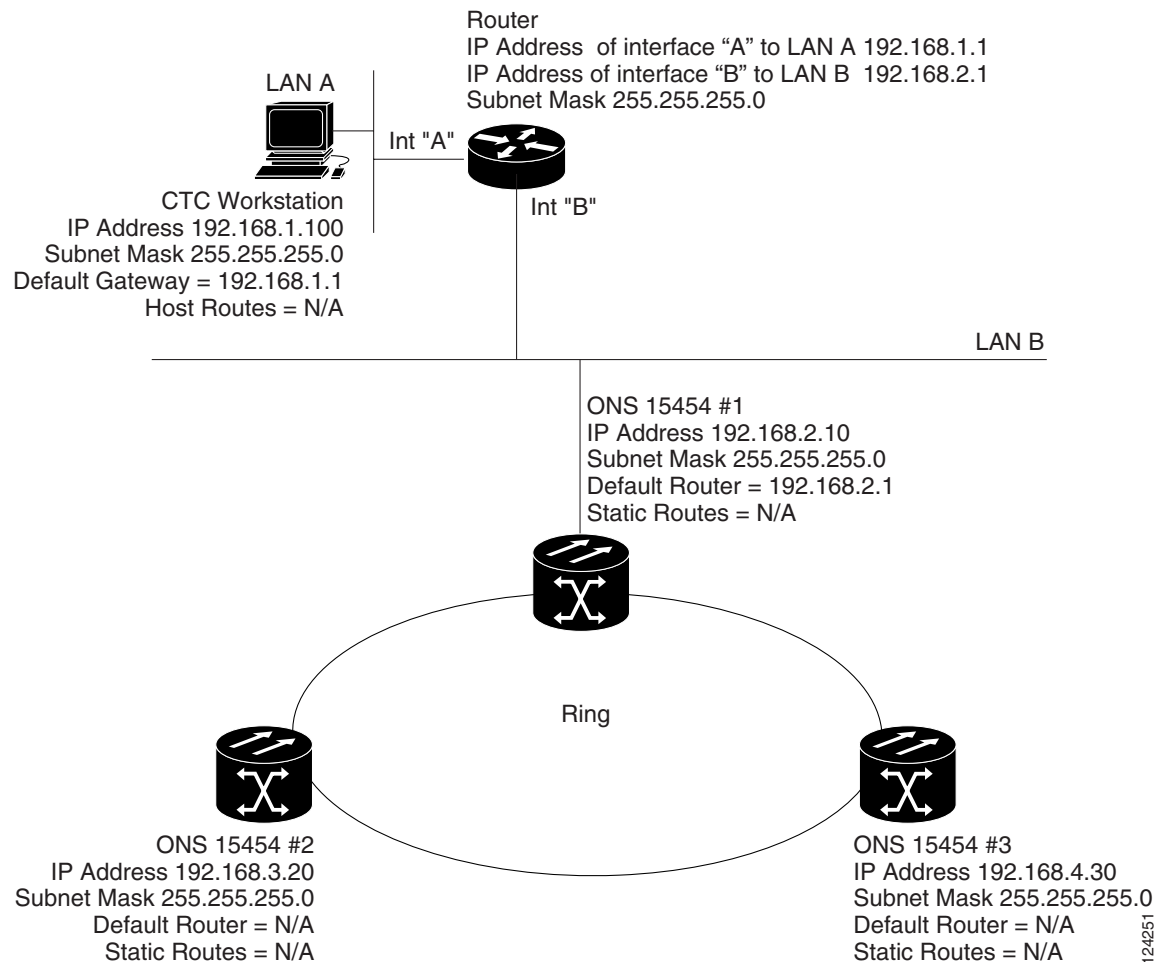 Router
IP Address of interface “A” to LAN A 192.168.1.1
IP Address of interface “B” to LAN B 192.168.2.1
Subnet Mask 255.255.255.0
LAN A
Int "A"
Int "B"
CTC Workstation
IP Address 192.168.1.100
Subnet Mask 255.255.255.0
Default Gateway = 192.168.1.1
Host Routes = N/A
LAN B
ONS 15454 #1
IP Address 192.168.2.10
Subnet Mask 255.255.255.0
Default Router = 192.168.2.1
Static Routes = N/A
Ring
ONS 15454 #2
IP Address 192.168.3.20
Subnet Mask 255.255.255.0
Default Router = N/A
Static Routes = N/A
ONS 15454 #3
IP Address 192.168.4.30
Subnet Mask 255.255.255.0
Default Router = N/A
Static Routes = N/A
124251